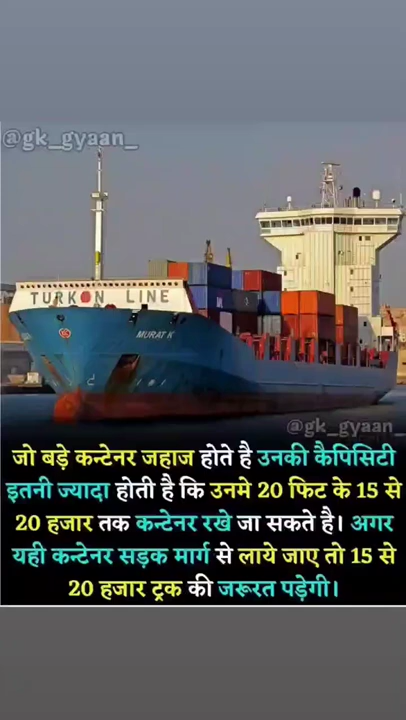 @gk_gyaan_
TURKON LINE
MURAT K
@gk_gyaan_
जो बड़े कन्टेनर जहाज होते है उनकी कैपिसिटी
इतनी ज्यादा होती है कि उनमे 20 फिट के 15 से
20 हजार तक कन्टेनर रखे जा सकते है। अगर
यही कन्टेनर सड़क मार्ग से लाये जाए तो 15 से
20 हजार ट्रक की जरूरत पड़ेगी।